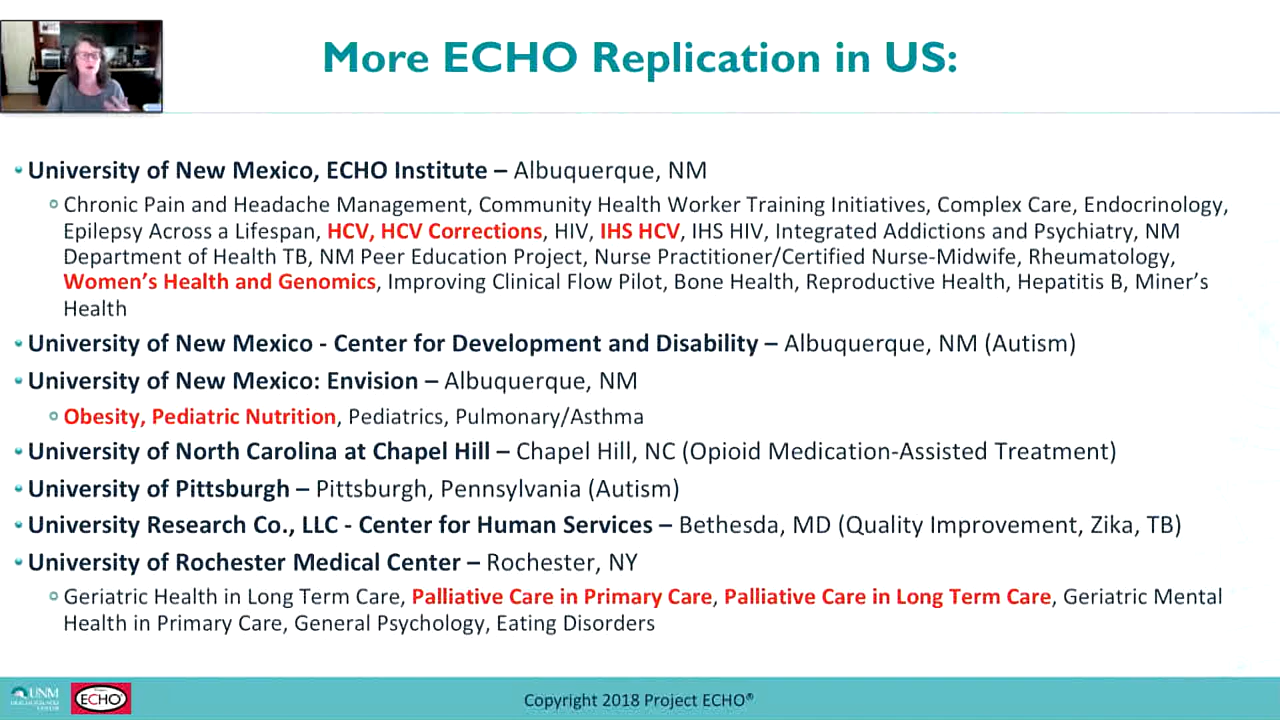 More ECHO Replication in US:
University of New Mexico, ECHO Institute – Albuquerque, NM
Chronic Pain and Headache Management, Community Health Worker Training Initiatives, Complex Care, Endocrinology,
Epilepsy Across a Lifespan, HCV, HCV Corrections, HIV, IHS HCV, IHS HIV, Integrated Addictions and Psychiatry, NM
Department of Health TB, NM Peer Education Project, Nurse Practitioner/Certified Nurse-Midwife, Rheumatology,
Women's Health and Genomics, Improving Clinical Flow Pilot, Bone Health, Reproductive Health, Hepatitis B, Miner's
Health
University of New Mexico - Center for Development and Disability – Albuquerque, NM (Autism)
University of New Mexico: Envision – Albuquerque, NM
Obesity, Pediatric Nutrition, Pediatrics, Pulmonary/Asthma
University of North Carolina at Chapel Hill – Chapel Hill, NC (Opioid Medication-Assisted Treatment)
University of Pittsburgh – Pittsburgh, Pennsylvania (Autism)
University Research Co., LLC - Center for Human Services – Bethesda, MD (Quality Improvement, Zika, TB)
University of Rochester Medical Center – Rochester, NY
Geriatric Health in Long Term Care, Palliative Care in Primary Care, Palliative Care in Long Term Care, Geriatric Mental
Health in Primary Care, General Psychology, Eating Disorders
UNM
ECHO
Copyright 2018 Project ECHO®